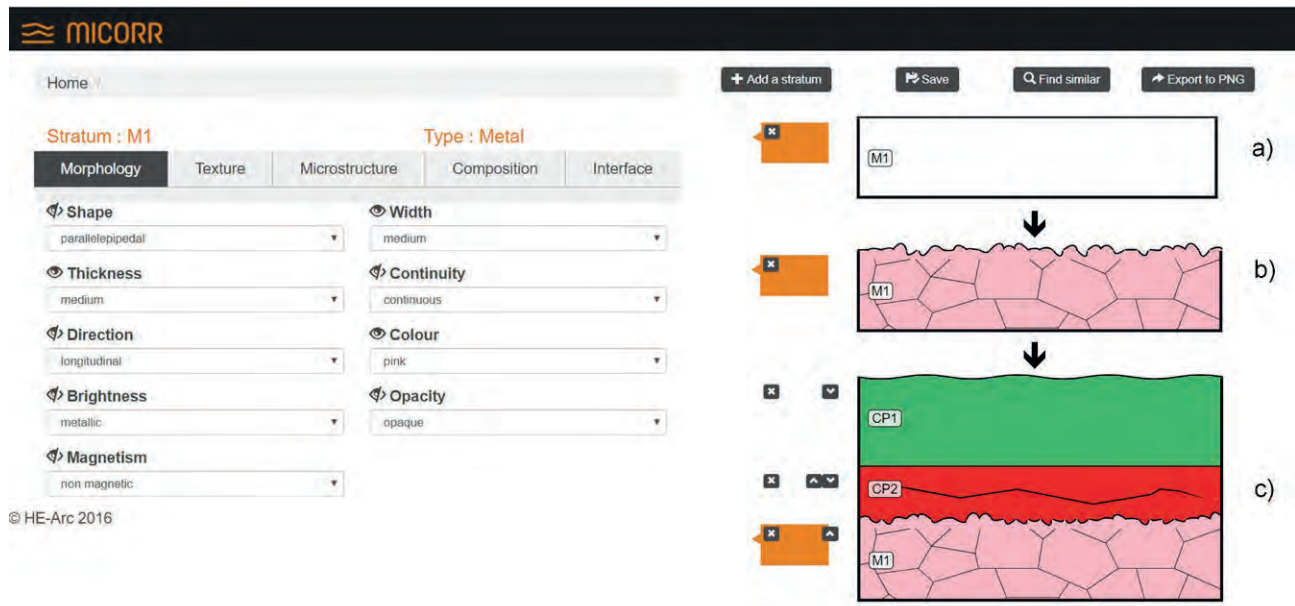 MICORR
Home /
Add a stratum
Save
Find similar
Export to PNG
Stratum : M1
Type : Metal
Morphology
Texture
Microstructure
Composition
Interface
Shape
parallelepipedal
Width
medium
Thickness
medium
Continuity
continuous
Direction
longitudinal
Colour
pink
Brightness
metallic
Opacity
opaque
Magnetism
non magnetic
© HE-Arc 2016
M1
a)
M1
b)
CP1
CP2
c)
M1